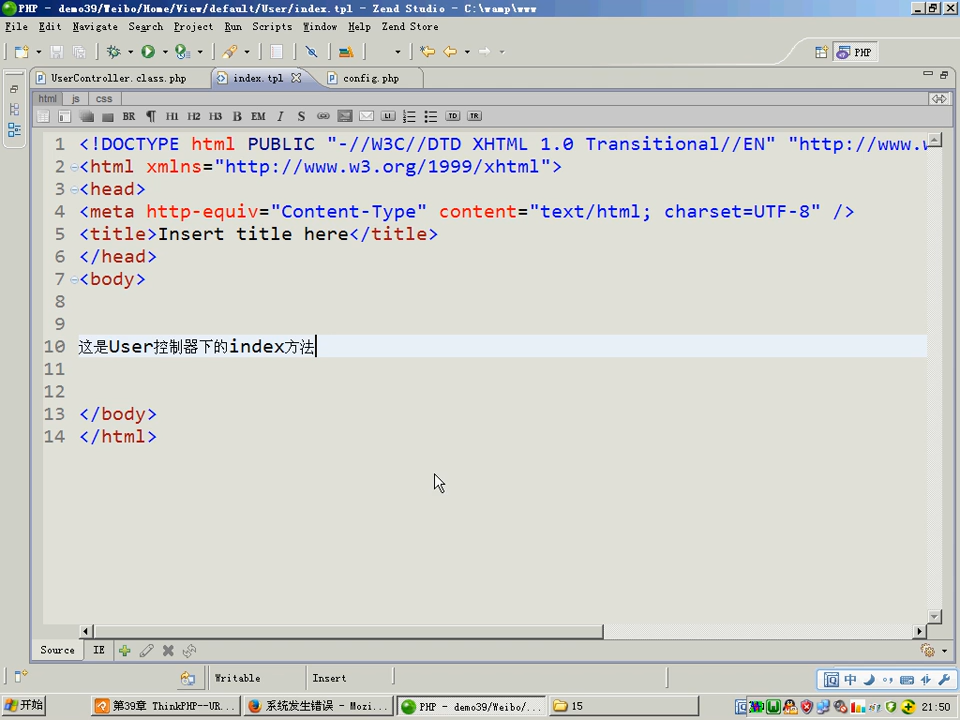 PHP - demo39/Weibo/Home/View/default/User/index.tpl - Zend Studio - C:\wamp\www
File Edit Navigate Search Project Run Scripts Window Help Zend Store
PHP
UserController.class.php index.tpl config.php
html js css
BR ¶ H1 H2 H3 B EM I S LI TD TR
1 <!DOCTYPE html PUBLIC "-//W3C//DTD XHTML 1.0 Transitional//EN" "http://www.w
2 <html xmlns="http://www.w3.org/1999/xhtml">
3 <head>
4 <meta http-equiv="Content-Type" content="text/html; charset=UTF-8" />
5 <title>Insert title here</title>
6 </head>
7 <body>
8
9
10 这是User控制器下的index方法
11
12
13 </body>
14 </html>
Source IE
Writable Insert
中
开始 第39章 ThinkPHP--UR... 系统发生错误 - Mozi... PHP - demo39/Weibo/... 15 21:50